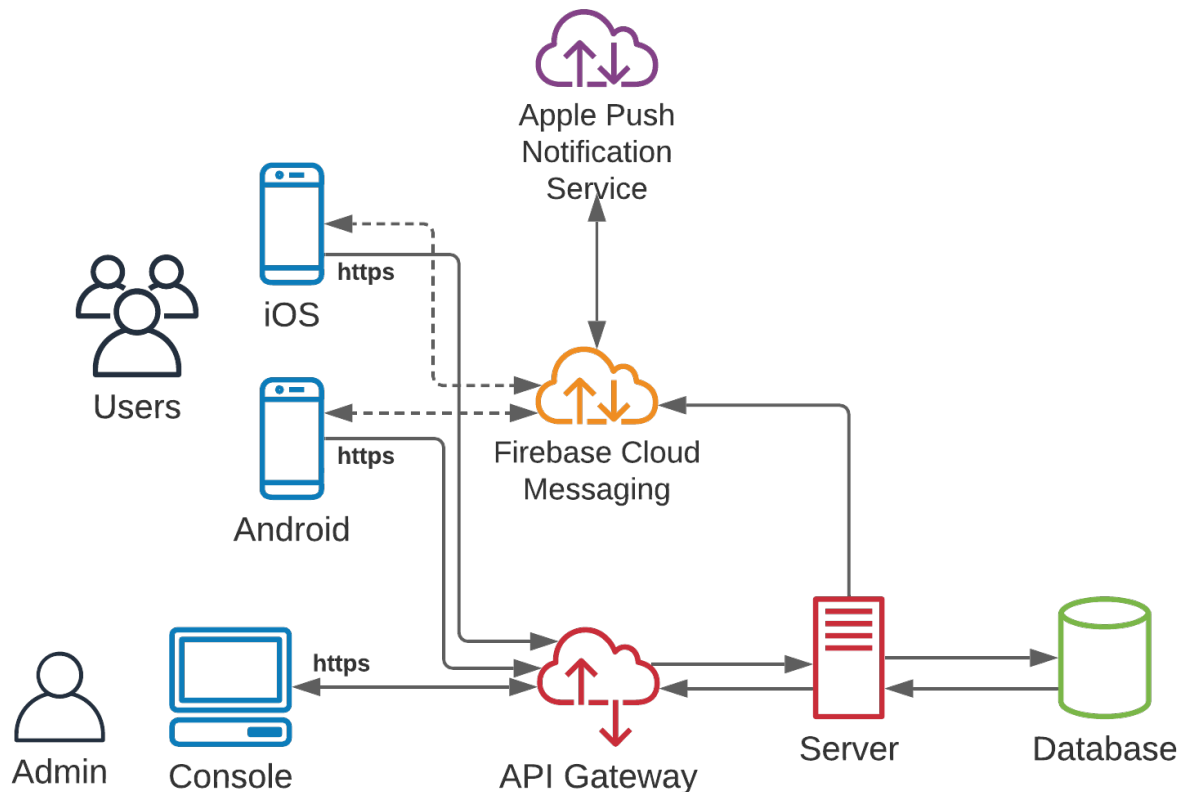 Apple Push
Notification
Service
https
iOS
Users
https
Firebase Cloud
Messaging
Android
https
Server
Database
Admin
Console
API Gateway